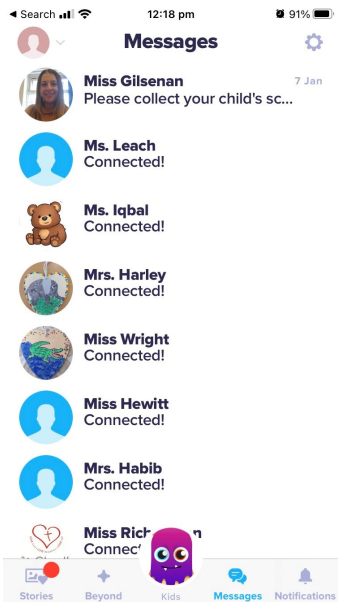 Search
12:18 pm
91%
Messages
Miss Gilsenan
7 Jan
Please collect your child's sc...
Ms. Leach
Connected!
Ms. Iqbal
Connected!
Mrs. Harley
Connected!
Miss Wright
Connected!
Miss Hewitt
Connected!
Mrs. Habib
Connected!
Miss
Stories
Beyond
Kids
Messages
Notifications